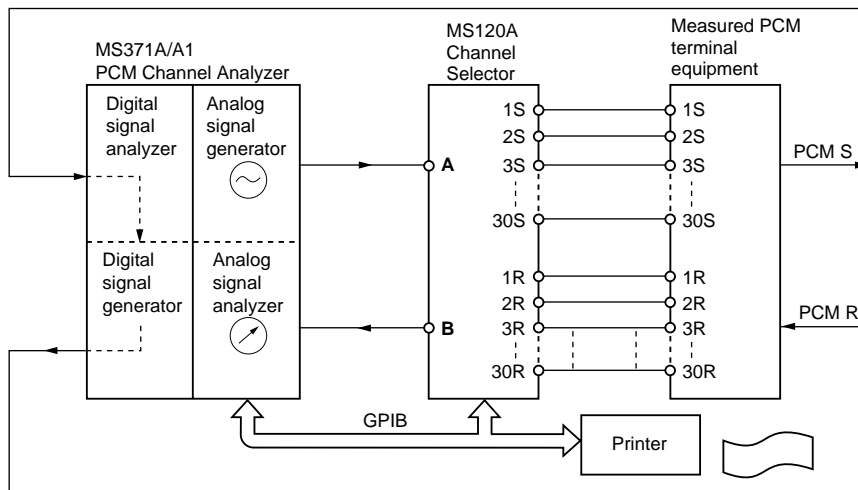 MS371A/A1
PCM Channel Analyzer
MS120A
Channel
Selector
Measured PCM
terminal
equipment
Digital
signal
analyzer
Analog
signal
generator
Digital
signal
generator
Analog
signal
analyzer
A
B
1S
2S
3S
30S
1R
2R
3R
30R
1S
2S
3S
30S
1R
2R
3R
30R
PCM S
PCM R
GPIB
Printer